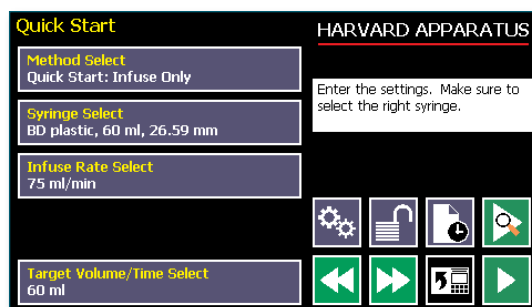 Quick Start
HARVARD APPARATUS
Method Select
Quick Start: Infuse Only
Enter the settings. Make sure to
select the right syringe.
Syringe Select
BD plastic, 60 ml, 26.59 mm
Infuse Rate Select
75 ml/min
Target Volume/Time Select
60 ml